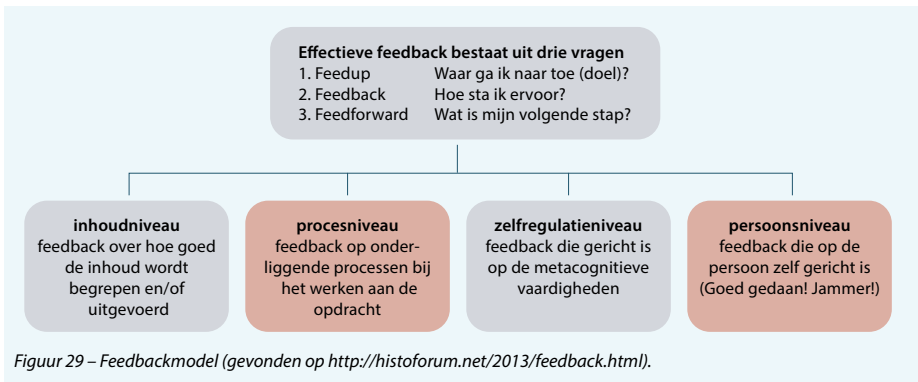 Effectieve feedback bestaat uit drie vragen
1. Feedup Waar ga ik naar toe (doel)?
2. Feedback Hoe sta ik ervoor?
3. Feedforward Wat is mijn volgende stap?
inhoudniveau
feedback over hoe goed
de inhoud wordt
begrepen en/of
uitgevoerd
procesniveau
feedback op onder-
liggende processen bij
het werken aan de
opdracht
zelfregulatieniveau
feedback die gericht is
op de metacognitieve
vaardigheden
persoonsniveau
feedback die op de
persoon zelf gericht is
(Goed gedaan! Jammer!)
Figuur 29 – Feedbackmodel (gevonden op http://histoforum.net/2013/feedback.html).